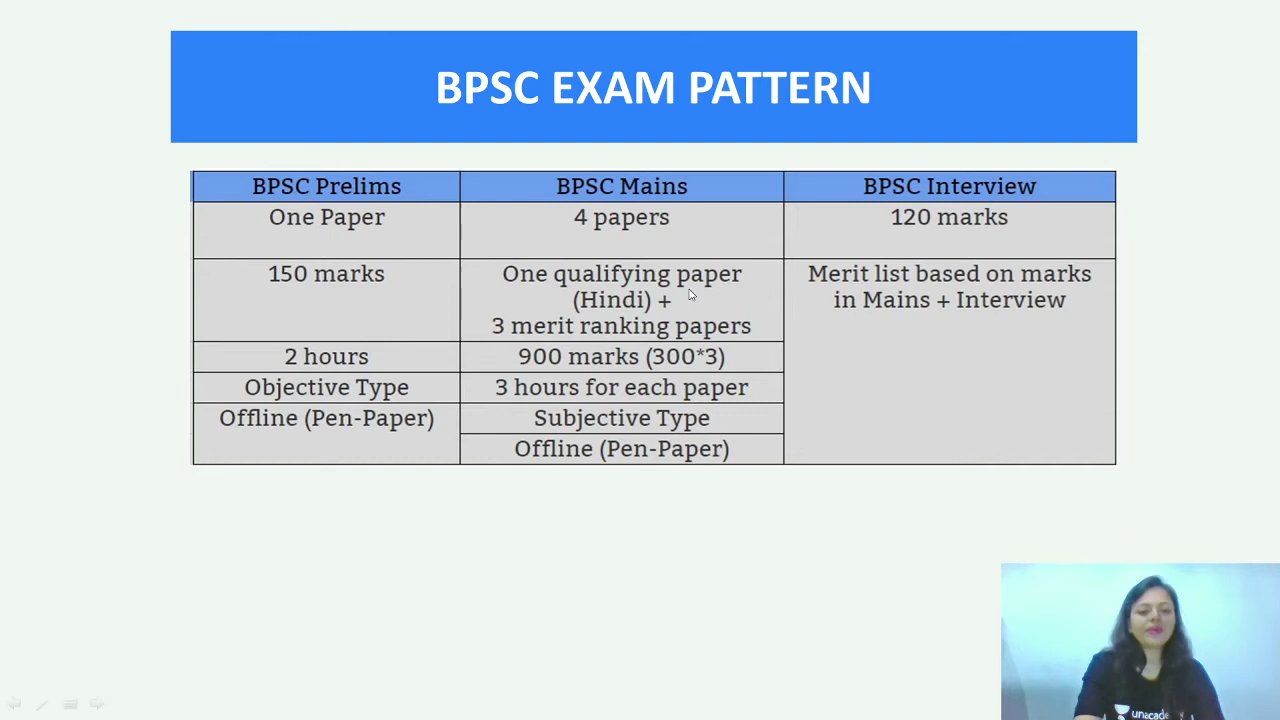 BPSC EXAM PATTERN
BPSC Prelims BPSC Mains BPSC Interview
One Paper 4 papers 120 marks
150 marks One qualifying paper Merit list based on marks
(Hindi) + in Mains + Interview
3 merit ranking papers
2 hours 900 marks (300*3)
Objective Type 3 hours for each paper
Offline (Pen-Paper) Subjective Type
Offline (Pen-Paper)